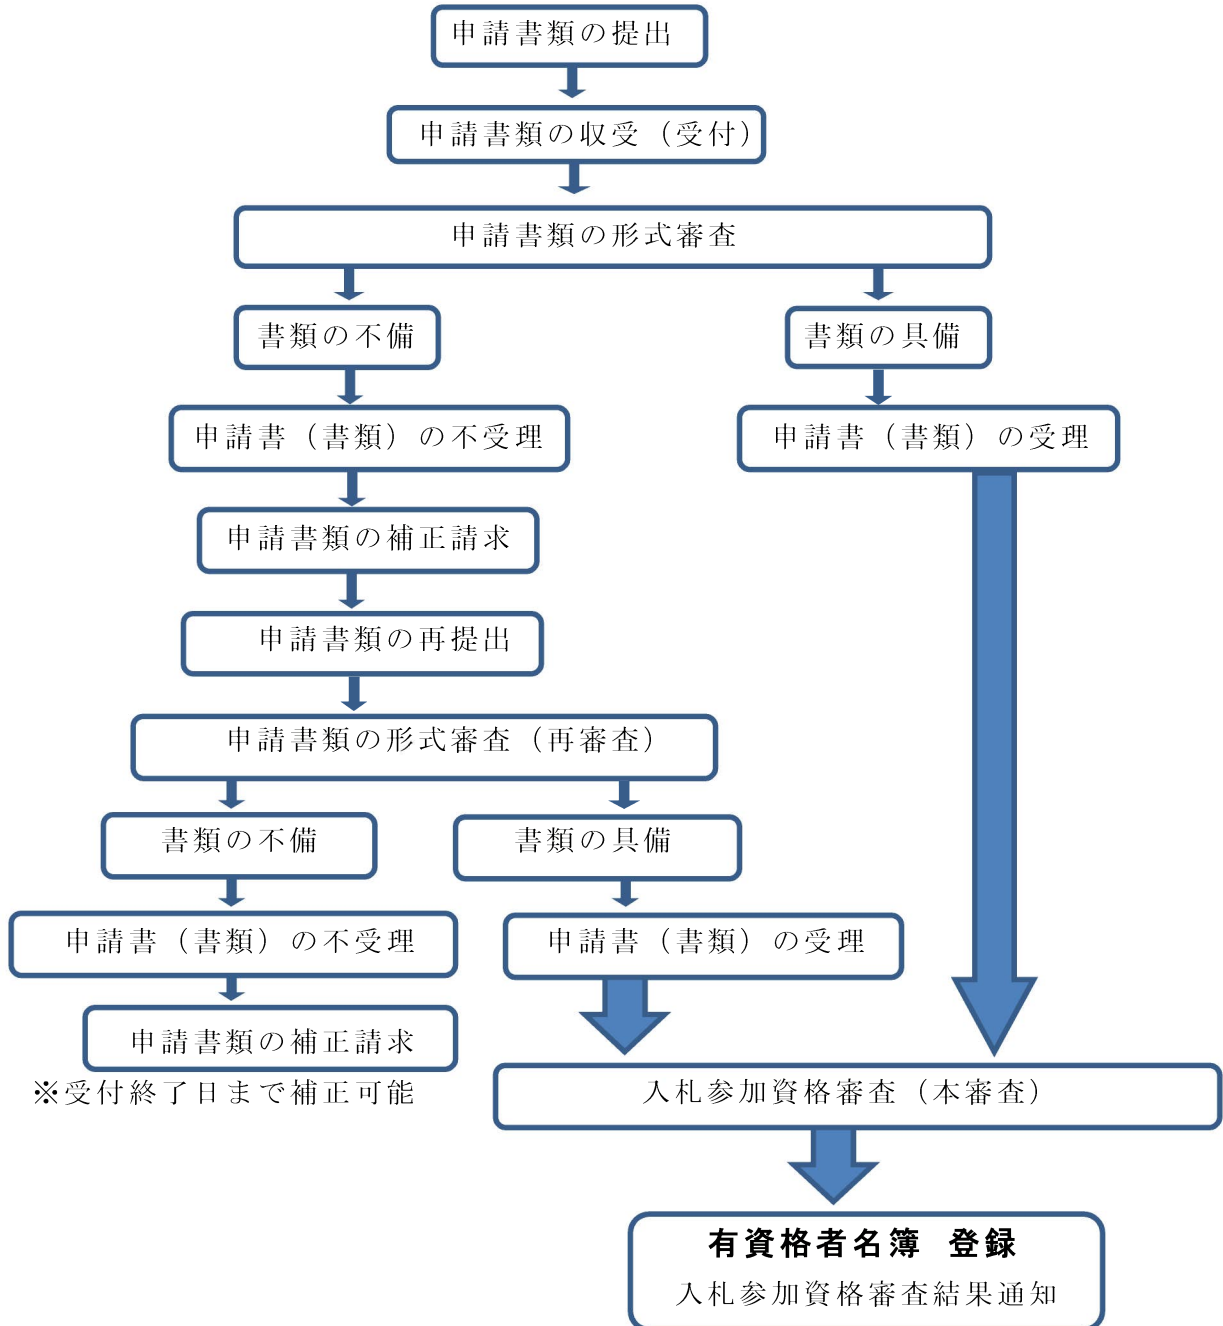 申請書類の提出
申請書類の収受（受付）
申請書類の形式審査
書類の不備
書類の具備
申請書（書類）の不受理
申請書（書類）の受理
申請書類の補正請求
申請書類の再提出
申請書類の形式審査（再審査）
書類の不備
書類の具備
申請書（書類）の不受理
申請書（書類）の受理
申請書類の補正請求
※受付終了日まで補正可能
入札参加資格審査（本審査）
有資格者名簿　登録
入札参加資格審査結果通知